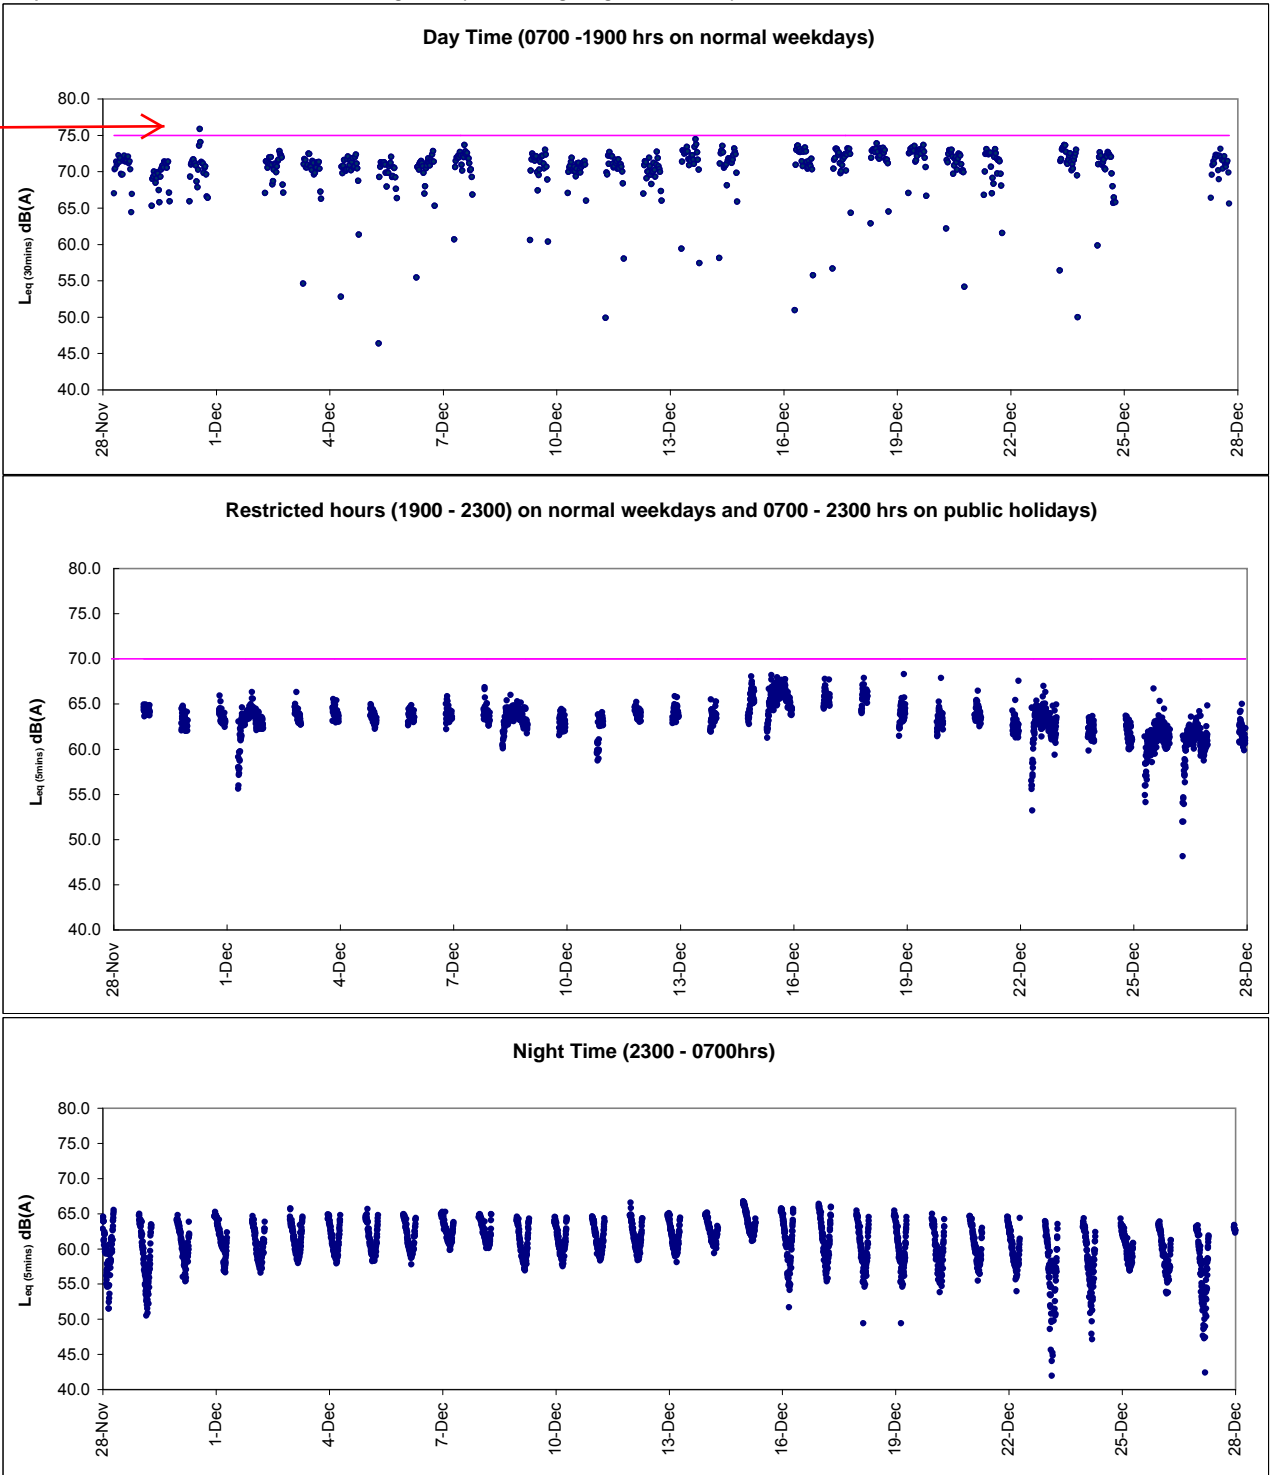 Day Time (0700 -1900 hrs on normal weekdays)
80.0
75.0
70.0
65.0
60.0
55.0
50.0
45.0
40.0
Leq (30mins) dB(A)
28-Nov
1-Dec
4-Dec
7-Dec
10-Dec
13-Dec
16-Dec
19-Dec
22-Dec
25-Dec
28-Dec
Restricted hours (1900 - 2300) on normal weekdays and 0700 - 2300 hrs on public holidays)
80.0
75.0
70.0
65.0
60.0
55.0
50.0
45.0
40.0
Leq (5mins) dB(A)
28-Nov
1-Dec
4-Dec
7-Dec
10-Dec
13-Dec
16-Dec
19-Dec
22-Dec
25-Dec
28-Dec
Night Time (2300 - 0700hrs)
80.0
75.0
70.0
65.0
60.0
55.0
50.0
45.0
40.0
Leq (5mins) dB(A)
28-Nov
1-Dec
4-Dec
7-Dec
10-Dec
13-Dec
16-Dec
19-Dec
22-Dec
25-Dec
28-Dec